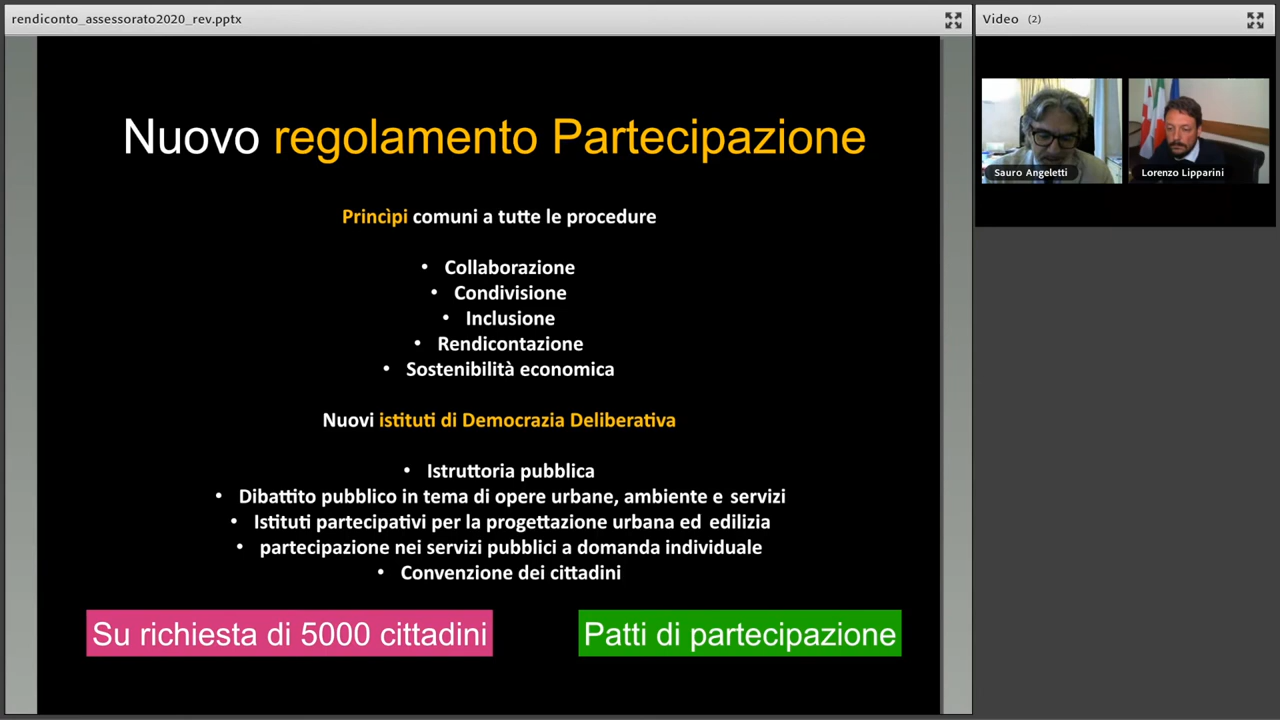 rendiconto_assessorato2020_rev.pptx
Video (2)
Nuovo regolamento Partecipazione
Princìpi comuni a tutte le procedure
• Collaborazione
• Condivisione
• Inclusione
• Rendicontazione
• Sostenibilità economica
Nuovi istituti di Democrazia Deliberativa
• Istruttoria pubblica
• Dibattito pubblico in tema di opere urbane, ambiente e servizi
• Istituti partecipativi per la progettazione urbana ed edilizia
• partecipazione nei servizi pubblici a domanda individuale
• Convenzione dei cittadini
Su richiesta di 5000 cittadini
Patti di partecipazione
Sauro Angeletti
Lorenzo Lipparini